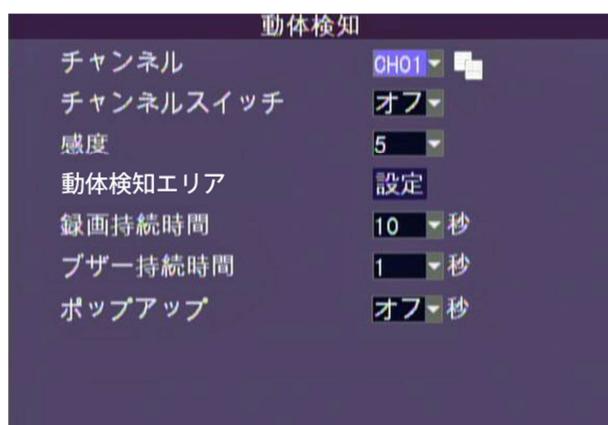 動体検知
チャンネル CH01
チャンネルスイッチ オフ
感度 5
動体検知エリア 設定
録画持続時間 10 秒
ブザー持続時間 1 秒
ポップアップ オフ 秒